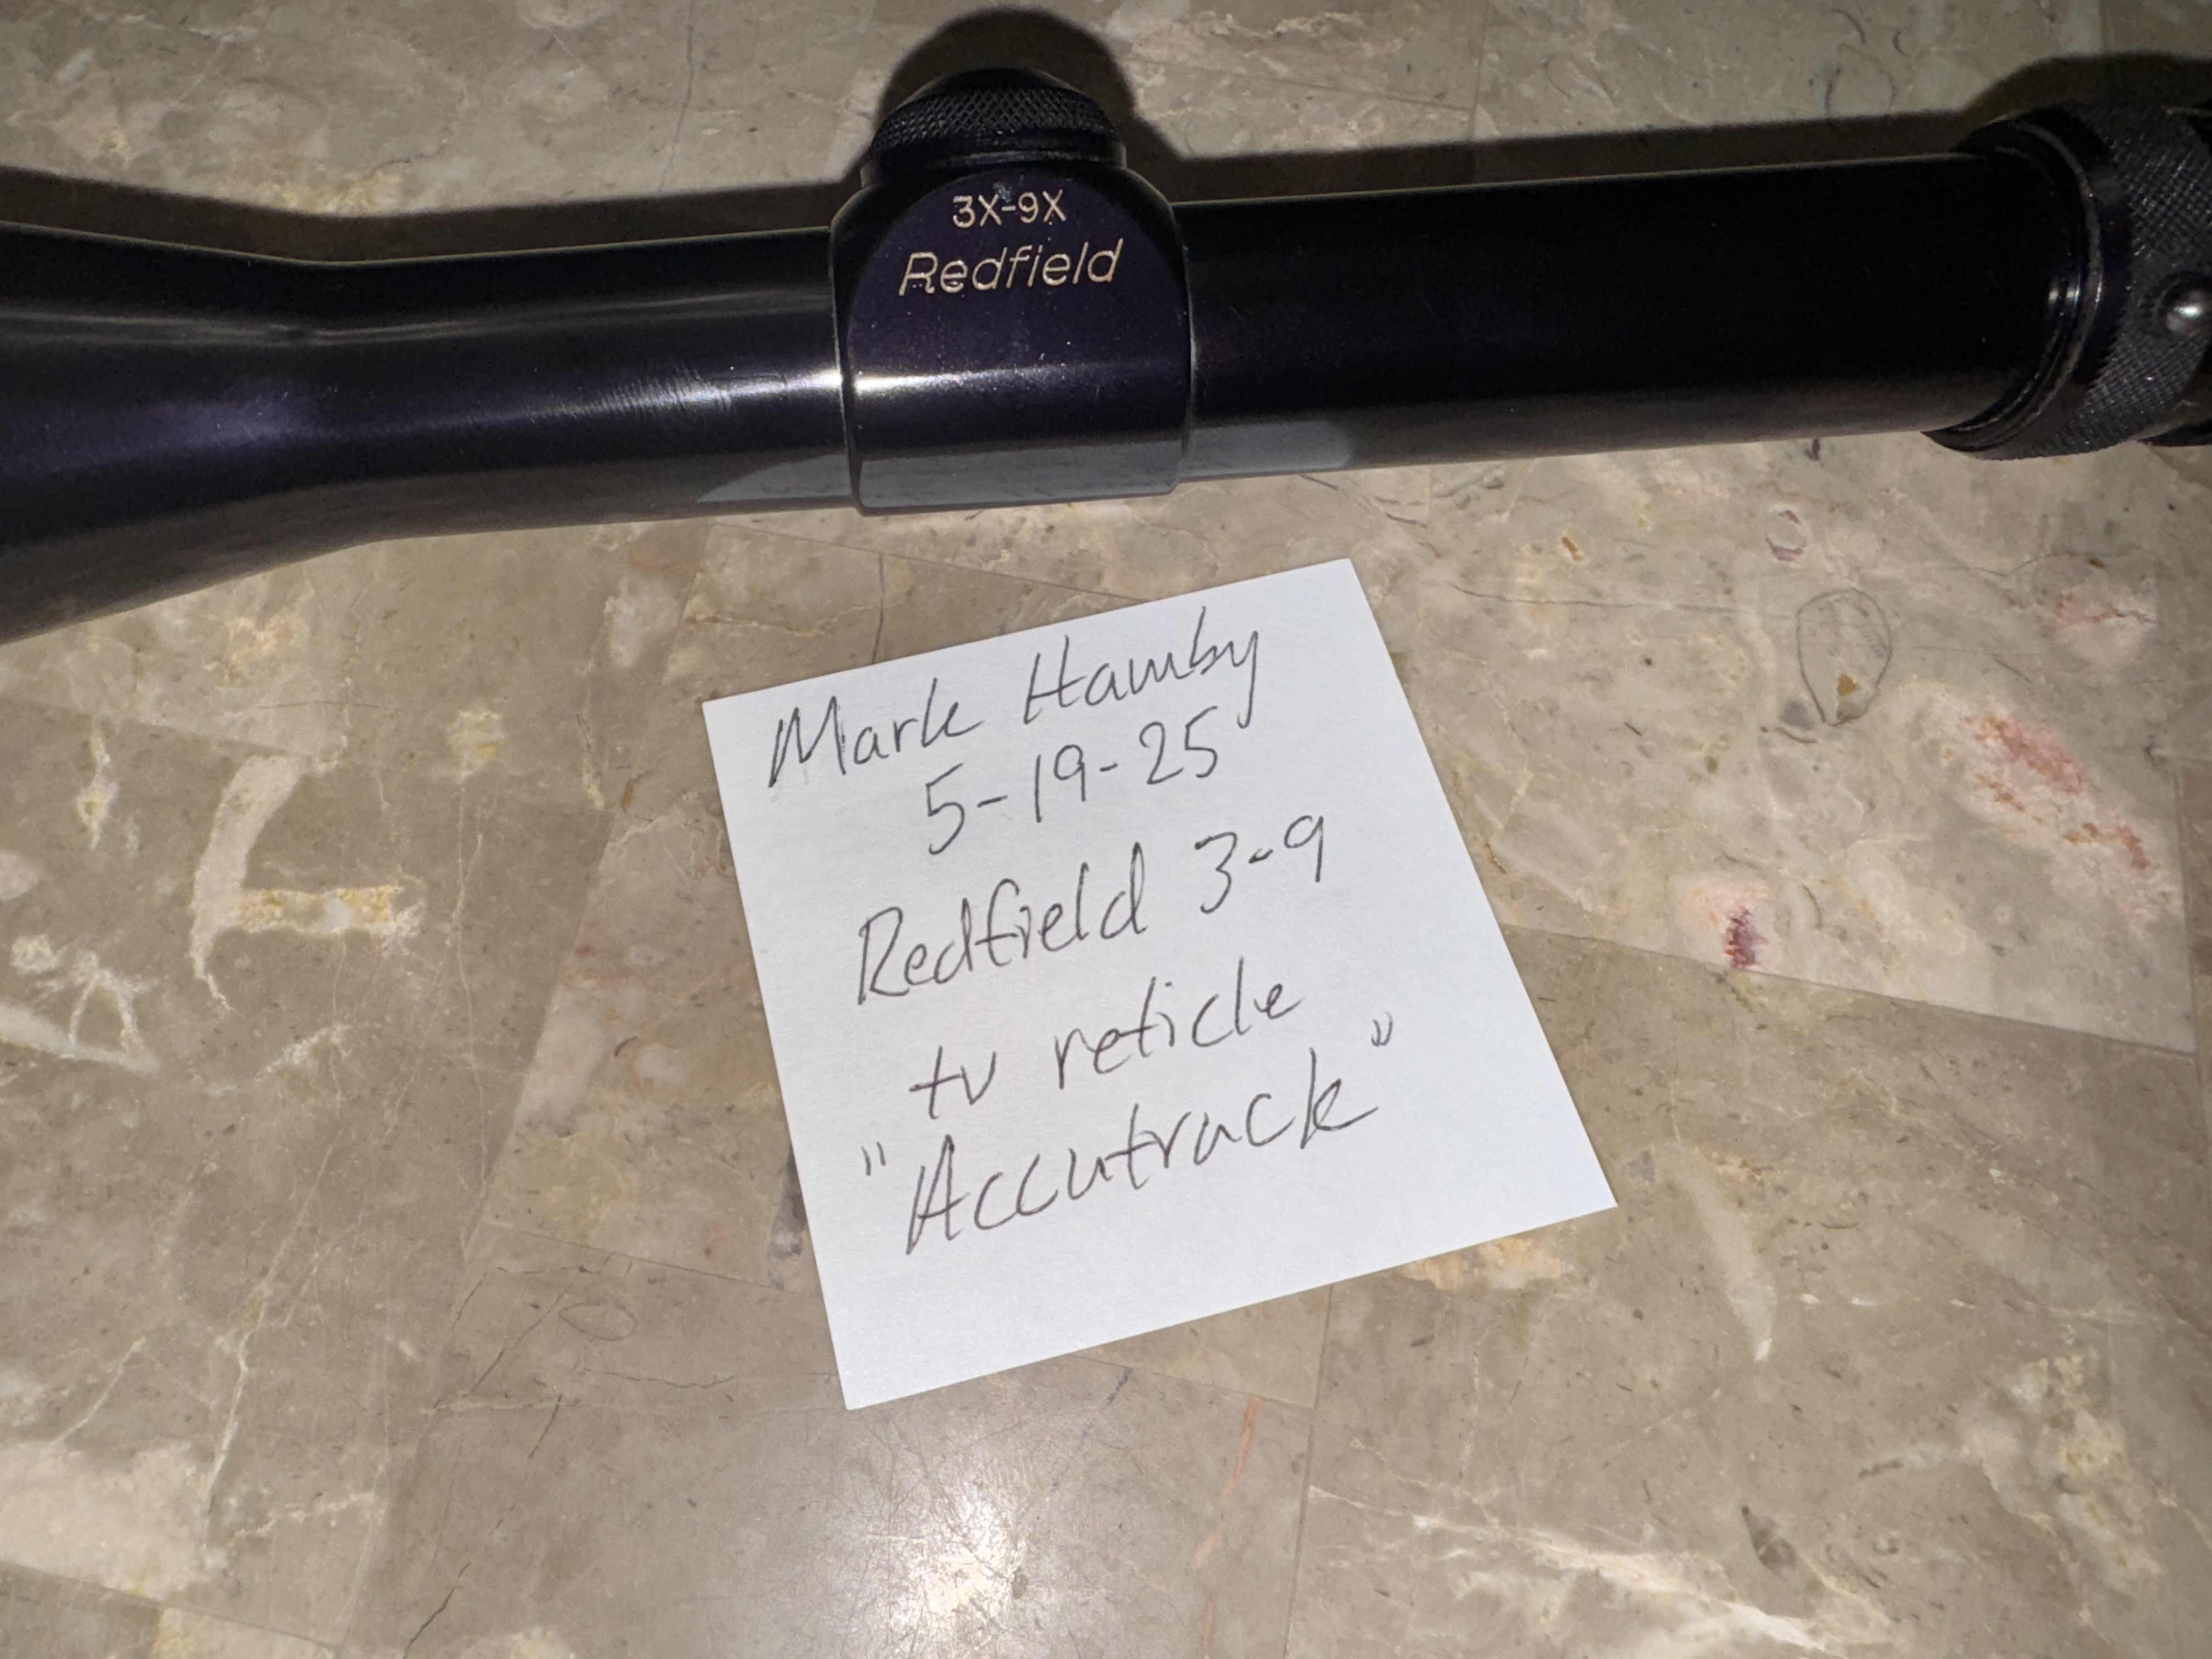 3X-9X
Redfield
Mark Hamby
5-19-25
Redfield 3-9
tv reticle
"Accutrack"